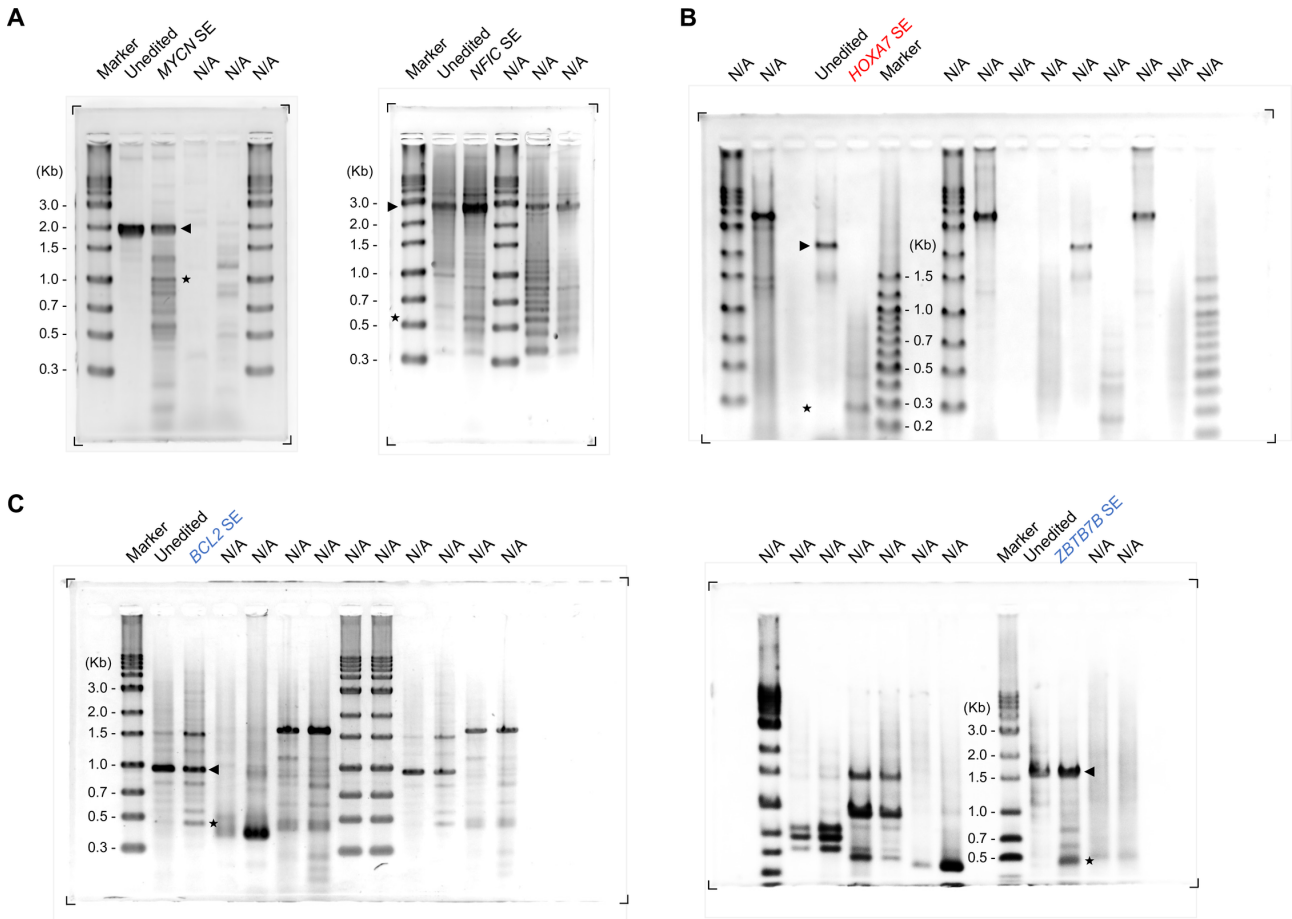 A
Marker
Unedited
MYCN SE
N/A
N/A
N/A
(Kb)
3.0 -
2.0 -
1.5 -
1.0 -
0.7 -
0.5 -
0.3 -
Marker
Unedited
NFIC SE
N/A
N/A
N/A
(Kb)
3.0 -
2.0 -
1.5 -
1.0 -
0.7 -
0.5 -
0.3 -
B
N/A
N/A
Unedited
HOXA7 SE
Marker
N/A
N/A
N/A
N/A
N/A
N/A
N/A
N/A
N/A
(Kb)
- 1.5
- 1.0
- 0.7
- 0.5
- 0.3
- 0.2
C
Marker
Unedited
BCL2 SE
N/A
N/A
N/A
N/A
N/A
N/A
N/A
N/A
N/A
N/A
(Kb)
3.0 -
2.0 -
1.5 -
1.0 -
0.7 -
0.5 -
0.3 -
N/A
N/A
N/A
N/A
N/A
N/A
N/A
Marker
Unedited
ZBTB7B SE
N/A
N/A
(Kb)
3.0 -
2.0 -
1.5 -
1.0 -
0.7 -
0.5 -